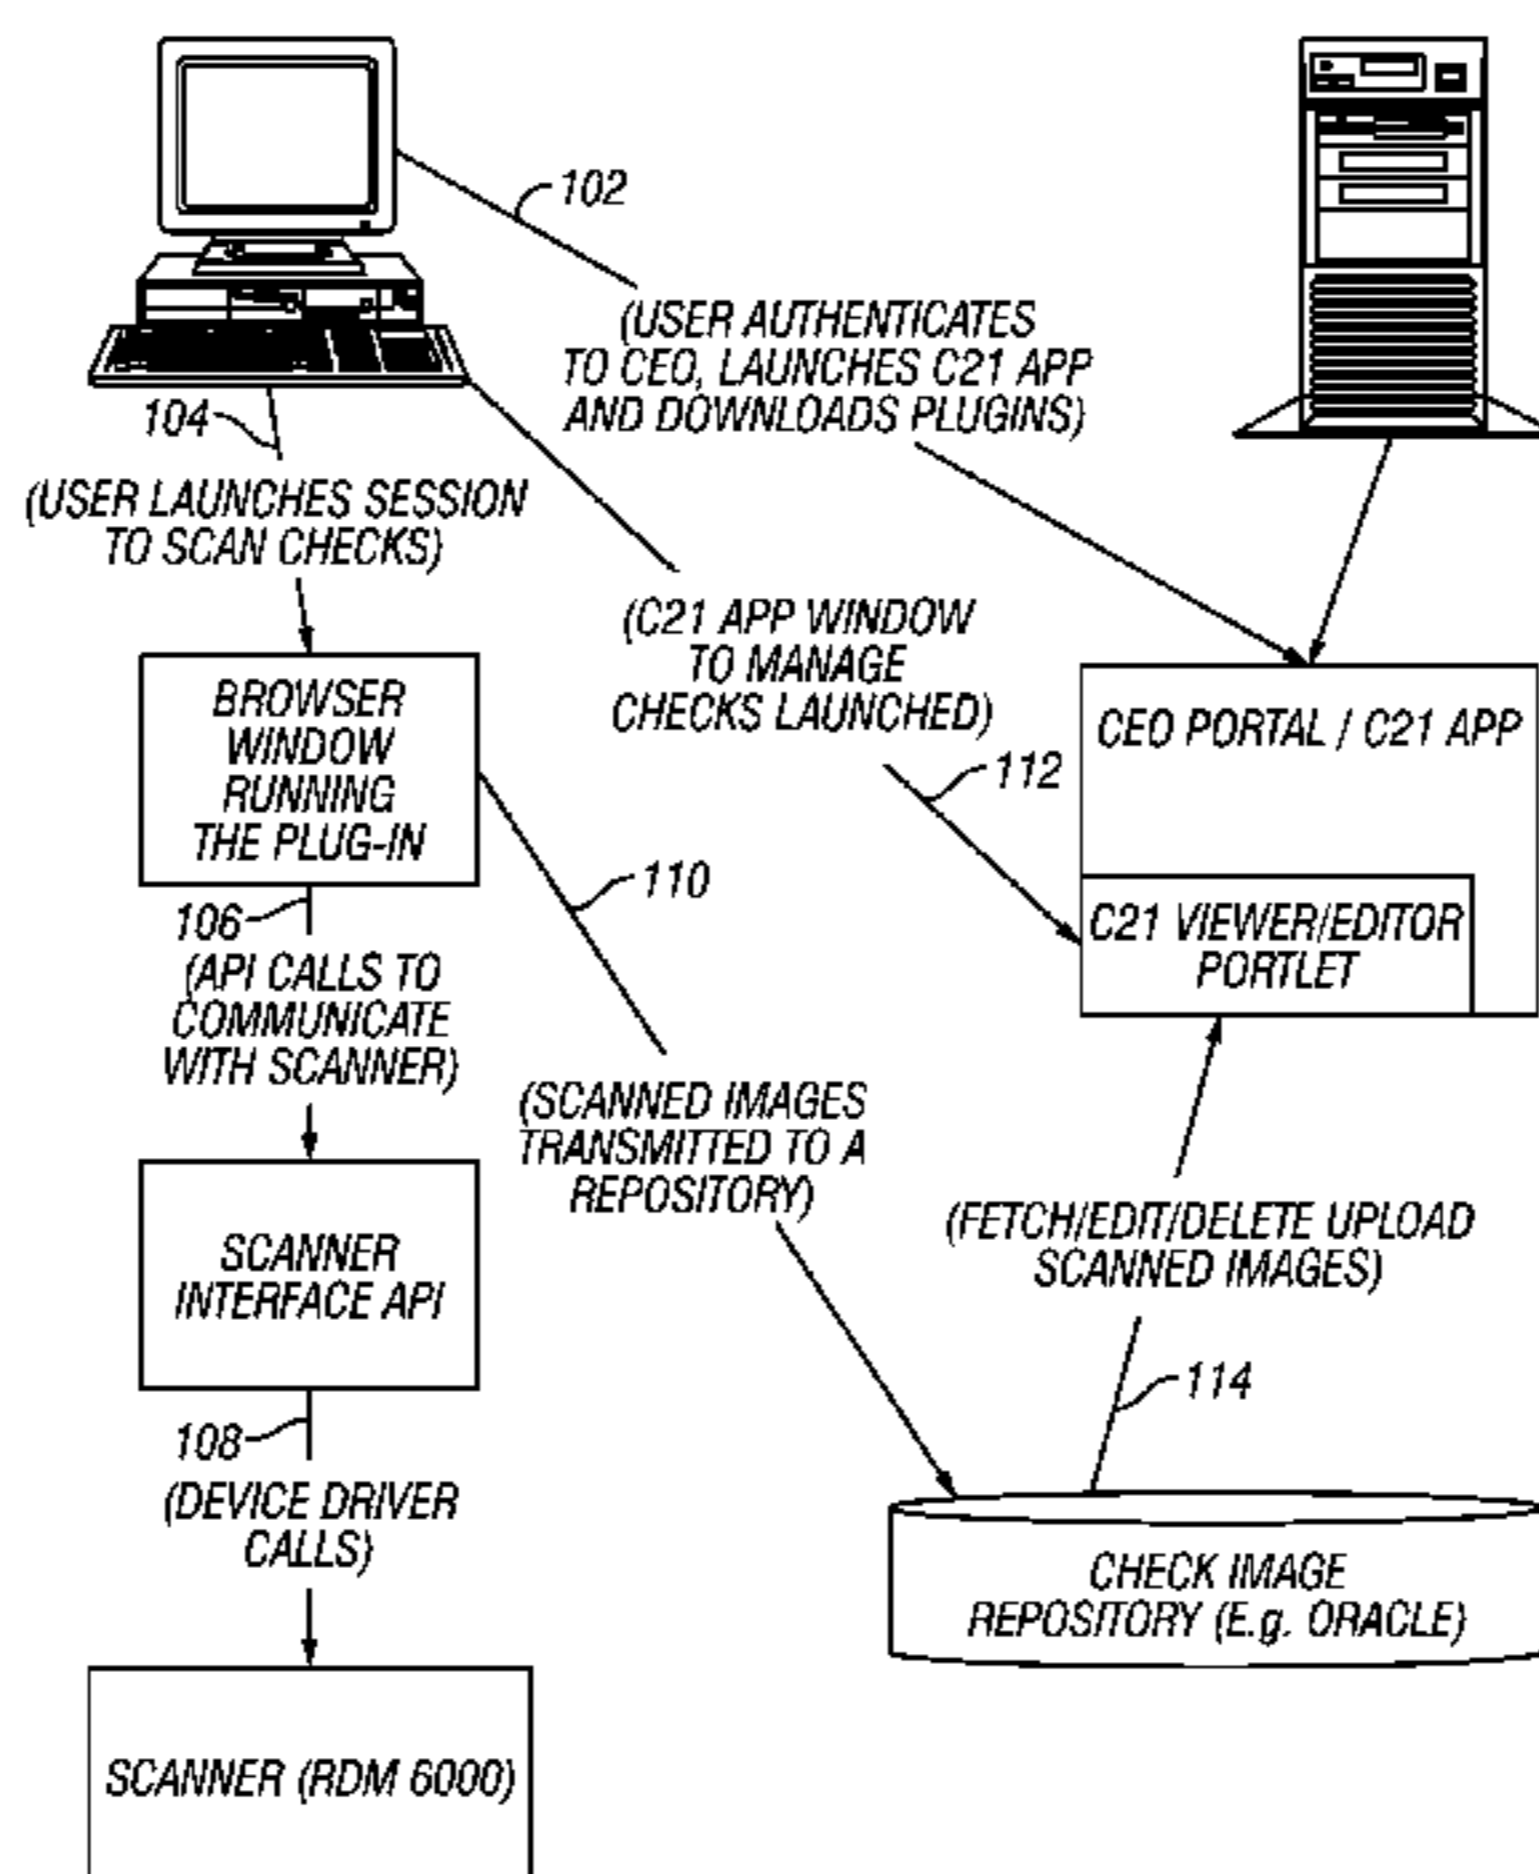 102
(USER AUTHENTICATES
TO CEO, LAUNCHES C21 APP
AND DOWNLOADS PLUGINS)
104
(USER LAUNCHES SESSION
TO SCAN CHECKS)
(C21 APP WINDOW
TO MANAGE
CHECKS LAUNCHED)
112
BROWSER
WINDOW
RUNNING
THE PLUG-IN
CEO PORTAL / C21 APP
C21 VIEWER/EDITOR
PORTLET
110
106
(API CALLS TO
COMMUNICATE
WITH SCANNER)
(SCANNED IMAGES
TRANSMITTED TO A
REPOSITORY)
(FETCH/EDIT/DELETE UPLOAD
SCANNED IMAGES)
SCANNER
INTERFACE API
114
108
(DEVICE DRIVER
CALLS)
CHECK IMAGE
REPOSITORY (E.g. ORACLE)
SCANNER (RDM 6000)